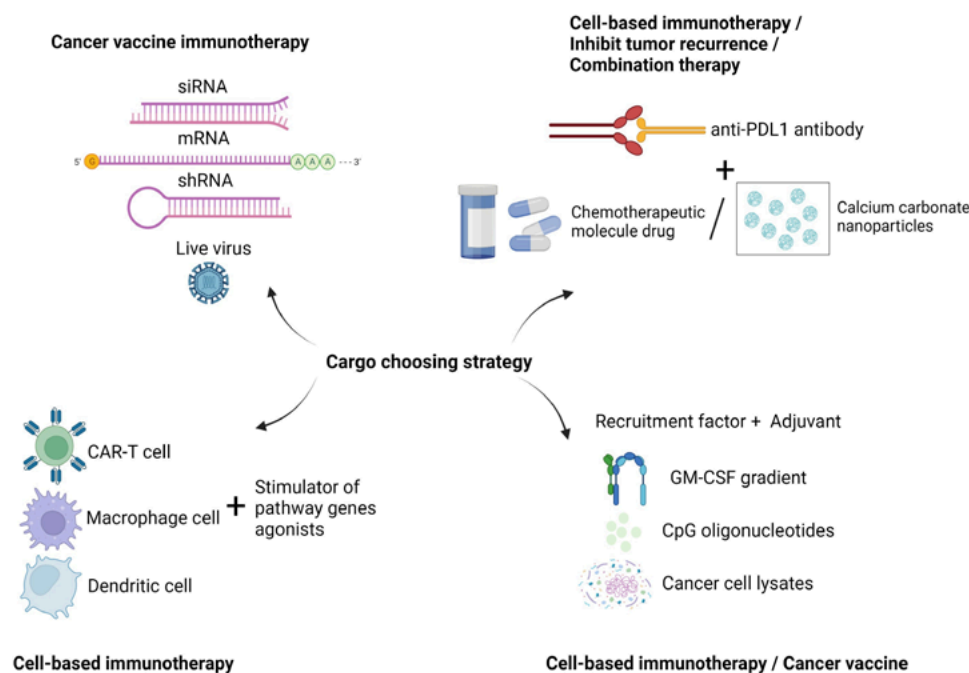 Cancer vaccine immunotherapy
siRNA
mRNA
5' G A A A ---3'
shRNA
Live virus
Cell-based immunotherapy /
Inhibit tumor recurrence /
Combination therapy
anti-PDL1 antibody
+
Chemotherapeutic
molecule drug
/
Calcium carbonate
nanoparticles
Cargo choosing strategy
CAR-T cell
Macrophage cell
Dendritic cell
+
Stimulator of
pathway genes
agonists
Cell-based immunotherapy
Recruitment factor + Adjuvant
GM-CSF gradient
CpG oligonucleotides
Cancer cell lysates
Cell-based immunotherapy / Cancer vaccine